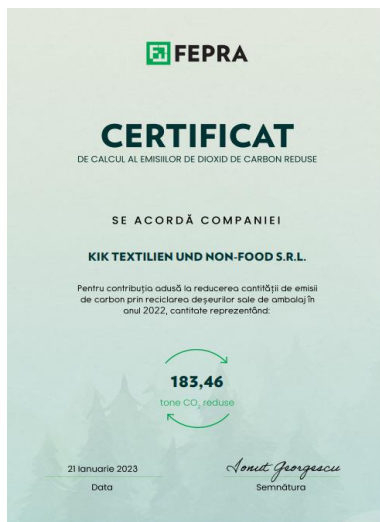 FEPRA
CERTIFICAT
DE CALCUL AL EMISIILOR DE DIOXID DE CARBON REDUSE
SE ACORDĂ COMPANIEI
KIK TEXTILIEN UND NON-FOOD S.R.L.
Pentru contribuția adusă la reducerea cantității de emisii
de carbon prin reciclarea deșeurilor sale de ambalaj în
anul 2022, cantitate reprezentând:
183,46
tone CO₂ reduse
21 Ianuarie 2023
Ionut Georgescu
Data
Semnătura